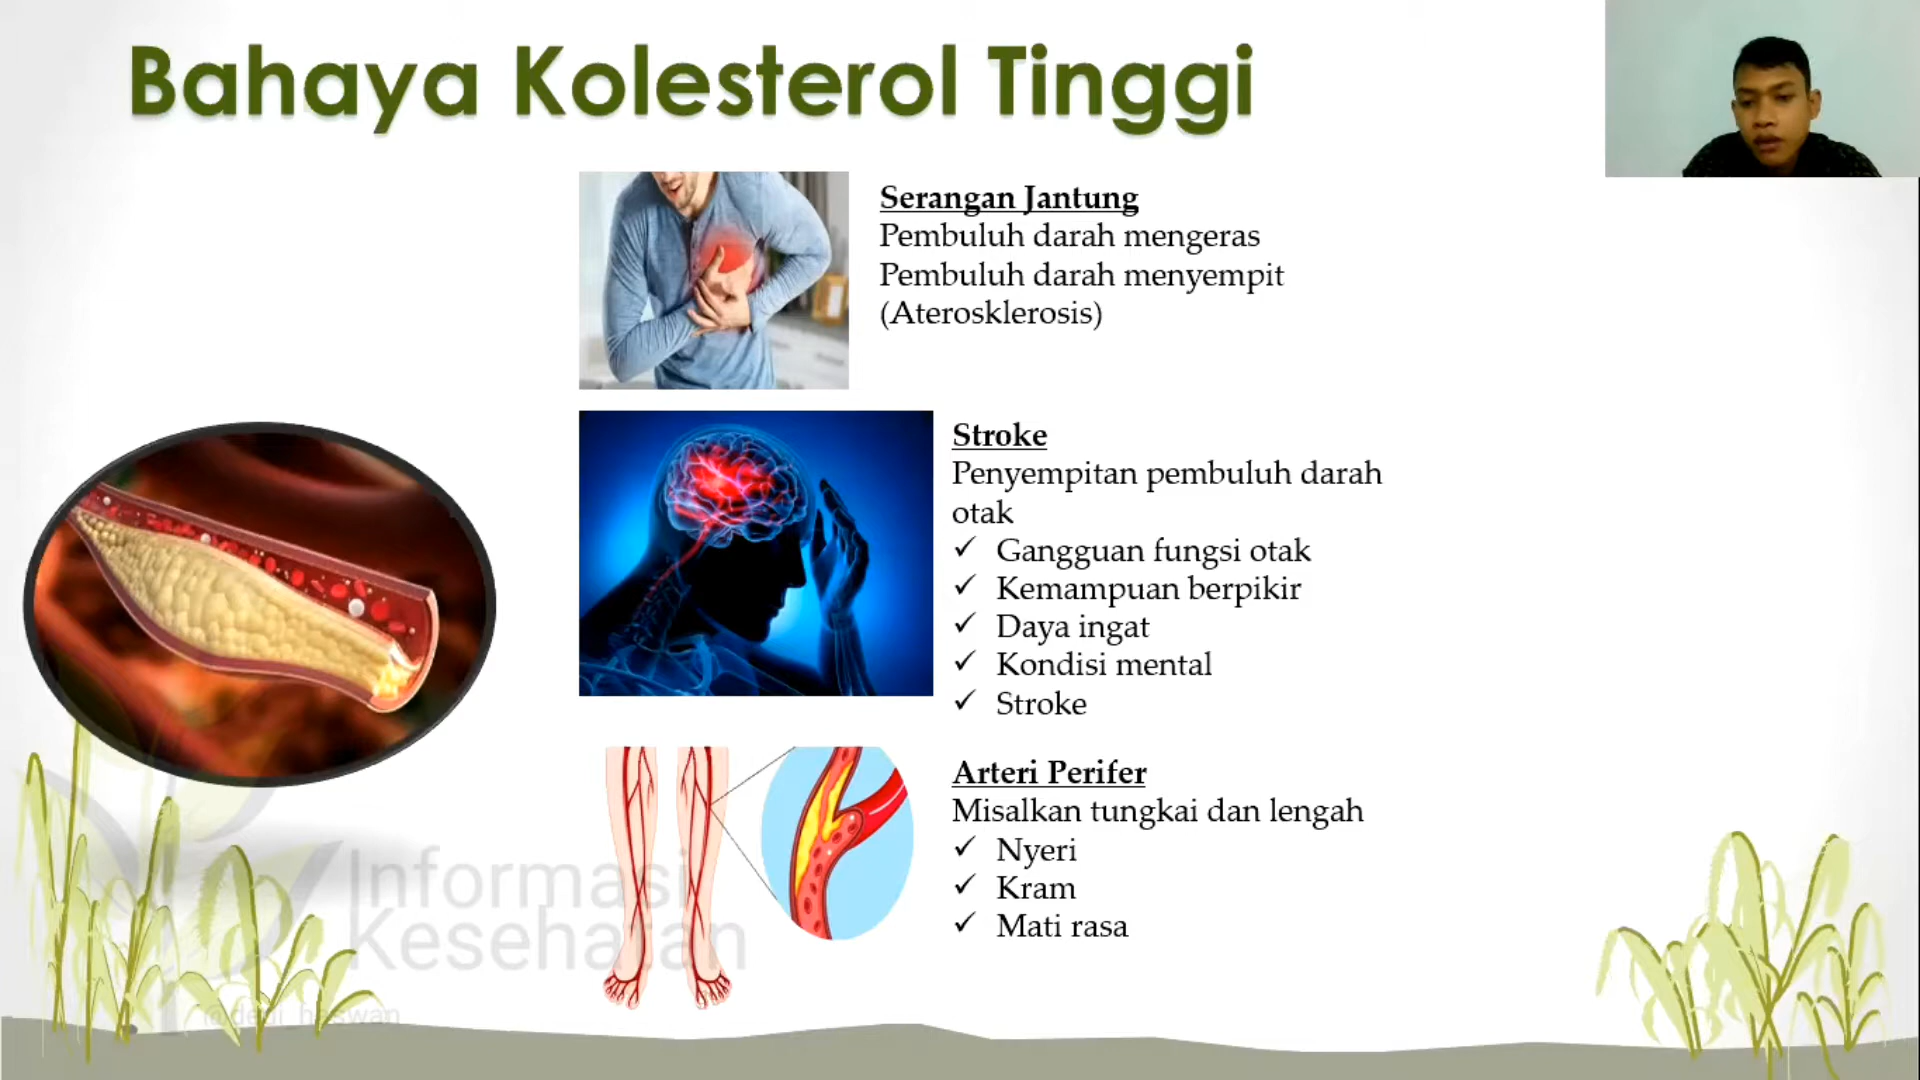 Bahaya Kolesterol Tinggi
Serangan Jantung
Pembuluh darah mengeras
Pembuluh darah menyempit
(Aterosklerosis)
Stroke
Penyempitan pembuluh darah
otak
✓ Gangguan fungsi otak
✓ Kemampuan berpikir
✓ Daya ingat
✓ Kondisi mental
✓ Stroke
Arteri Perifer
Misalkan tungkai dan lengah
✓ Nyeri
✓ Kram
✓ Mati rasa
Informasi
Kesehatan